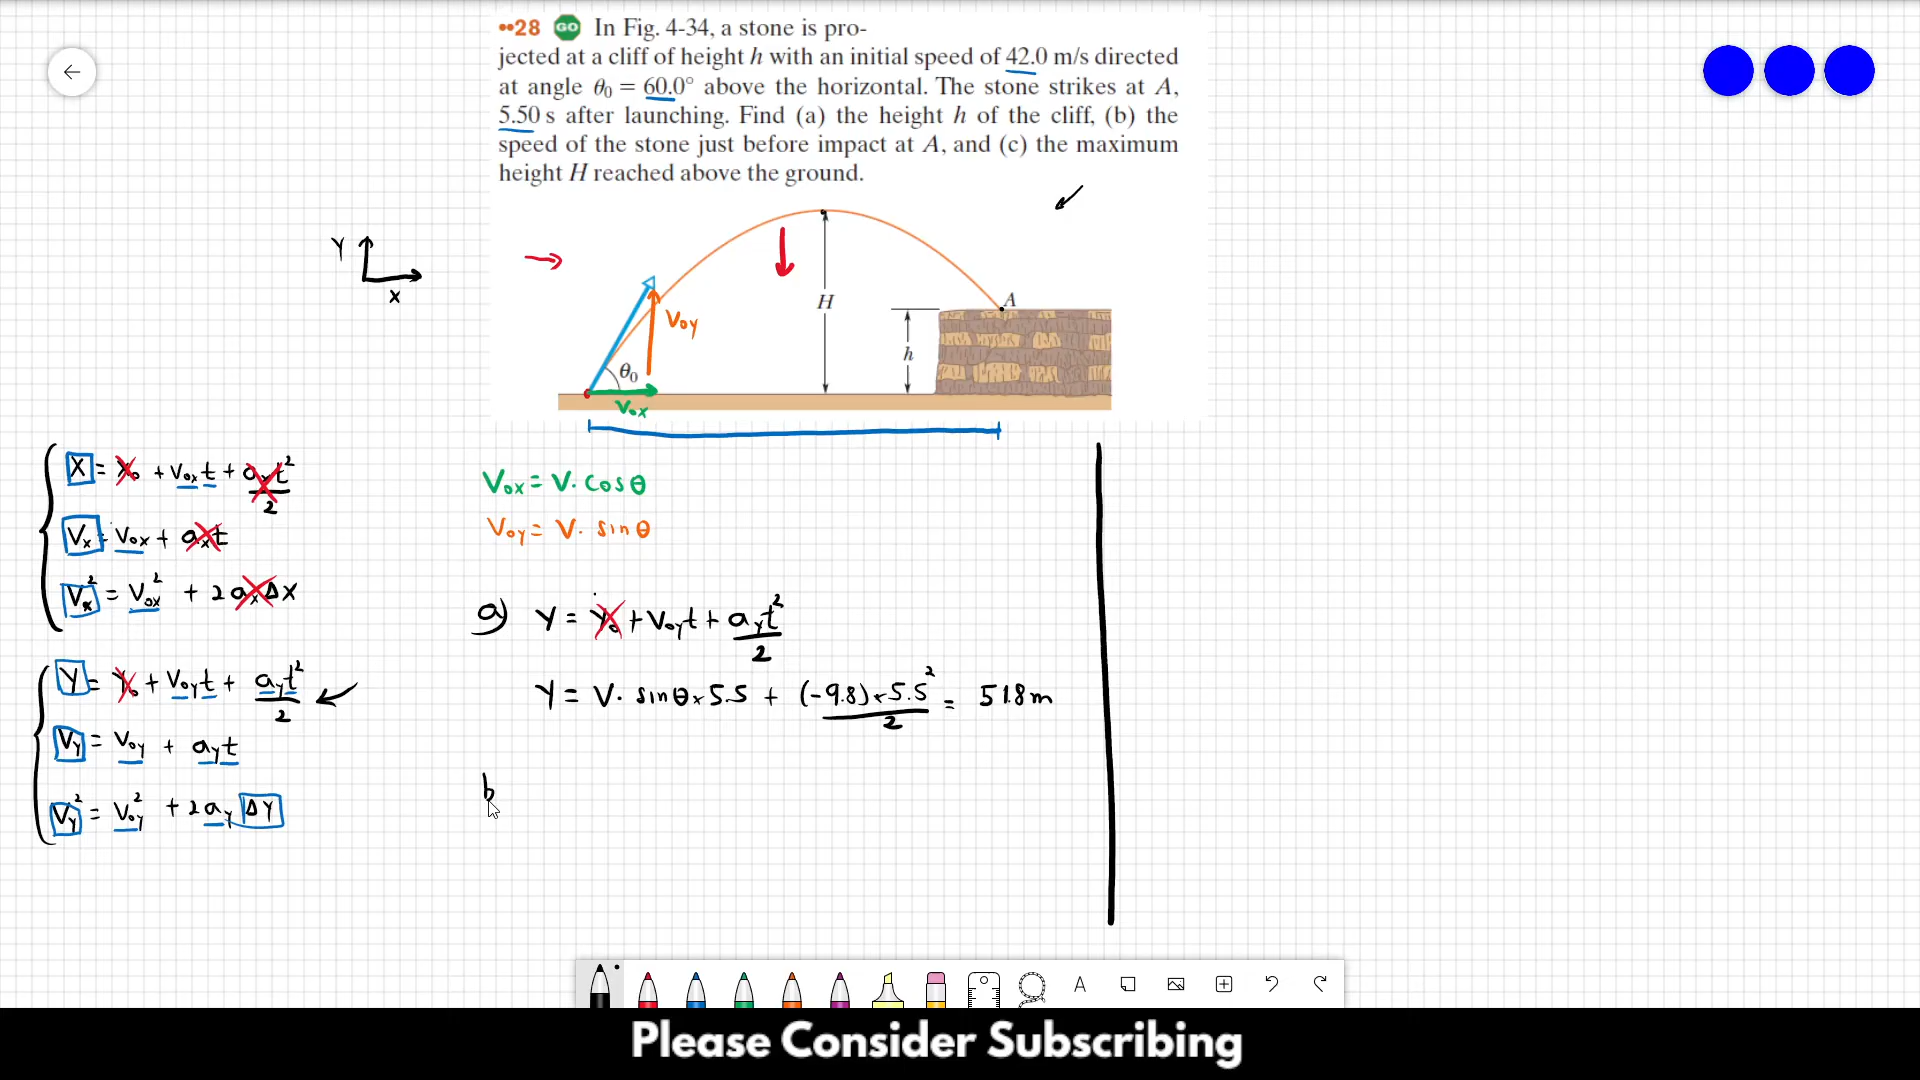 ••28 GO In Fig. 4-34, a stone is pro-
jected at a cliff of height h with an initial speed of 42.0 m/s directed
at angle θ₀ = 60.0° above the horizontal. The stone strikes at A,
5.50 s after launching. Find (a) the height h of the cliff, (b) the
speed of the stone just before impact at A, and (c) the maximum
height H reached above the ground.
Y
X
H
A
h
θ₀
Voy
Vox
X = X₀ + Voxt + aₓt²/2
Vx = Vox + aₓt
Vx² = Vox² + 2aₓΔX
Y = Y₀ + Voyt + ayt²/2
Vy = Voy + ayt
Vy² = Voy² + 2ayΔY
Vox = V. cosθ
Voy = V. sinθ
a) Y = Y₀ + Voyt + ayt²/2
Y = V. sinθ × 5.5 + (-9.8) × 5.5²/2 = 51.8m
b
A
Please Consider Subscribing